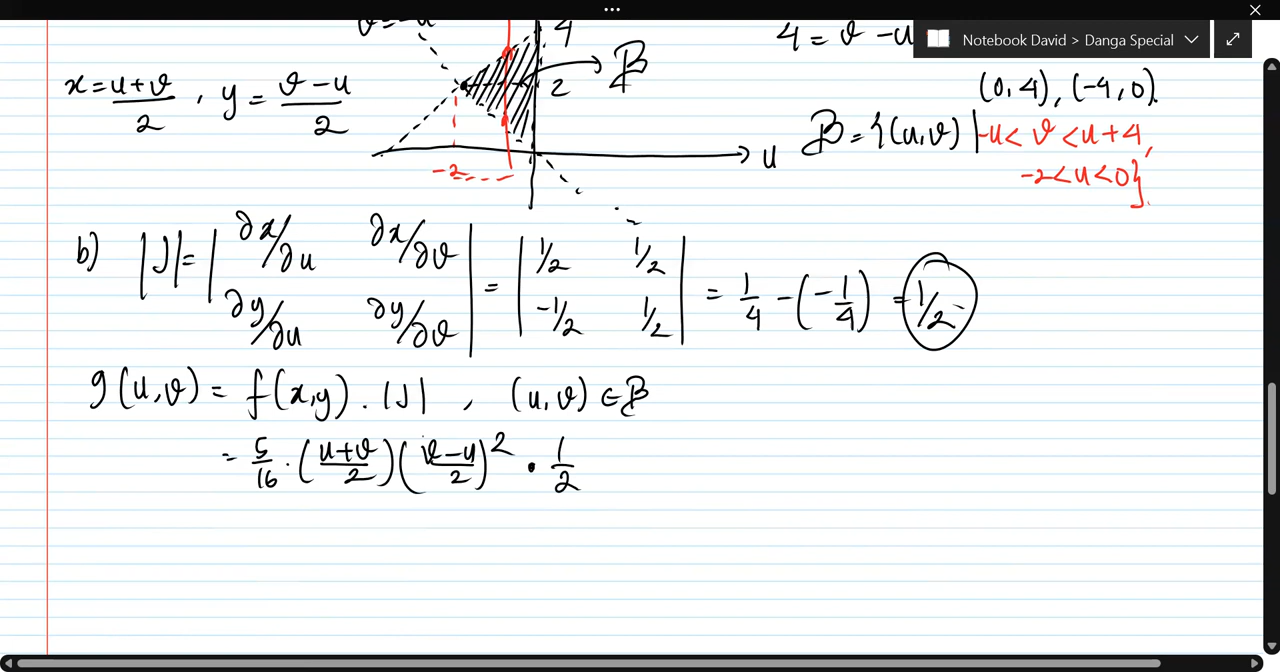 ϑ=-u
4
4 = ϑ - u
Notebook David > Danga Special
x = u+ϑ/2 , y = ϑ-u/2
2
B
(0,4), (-4,0).
B = {(u,ϑ) | -u < ϑ < u+4,
-2 < u < 0}.
-2
u
b) |J| = | ∂x/∂u ∂x/∂ϑ | = | 1/2 1/2 | = 1/4 - (-1/4) = 1/2
| ∂y/∂u ∂y/∂ϑ | | -1/2 1/2 |
g(u,ϑ) = f(x,y) . |J| , (u,ϑ) ∈ B
= 5/16 · (u+ϑ/2) (ϑ-u/2)² · 1/2